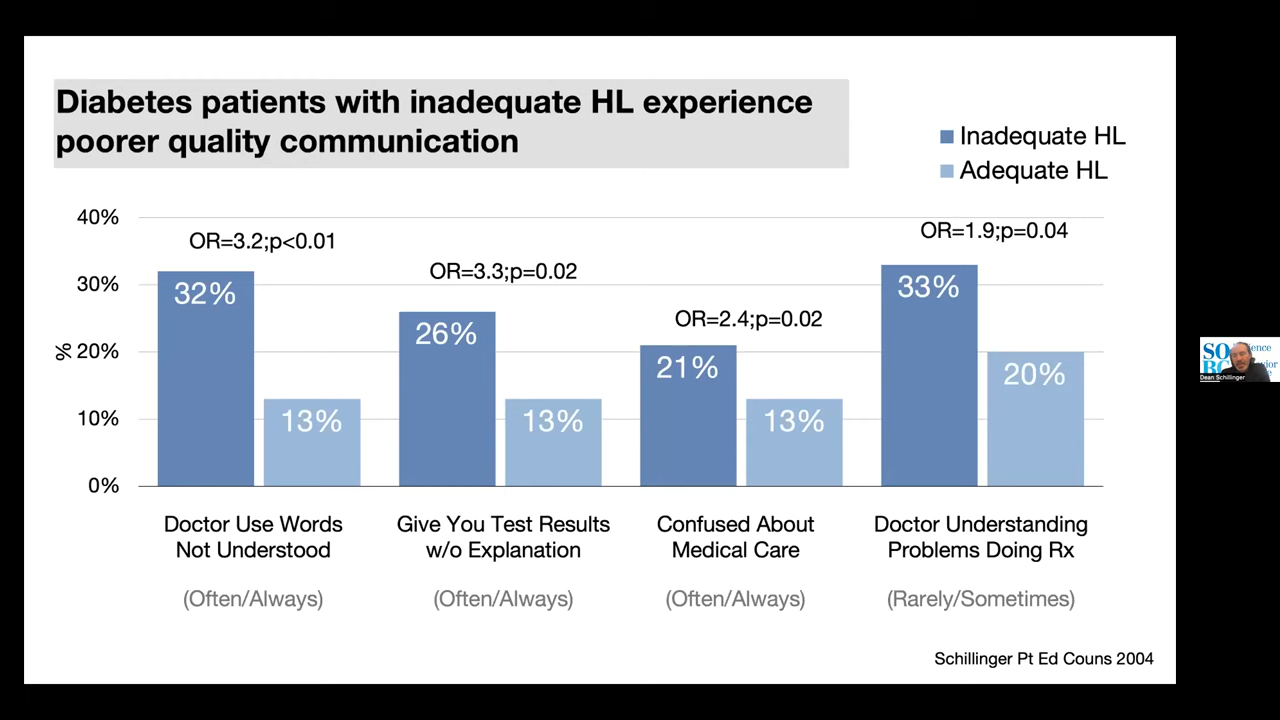 Diabetes patients with inadequate HL experience
poorer quality communication
Inadequate HL
Adequate HL
40%
30%
20%
10%
0%
%
OR=3.2;p<0.01
OR=3.3;p=0.02
OR=2.4;p=0.02
OR=1.9;p=0.04
32%
13%
26%
13%
21%
13%
33%
20%
Doctor Use Words
Not Understood
(Often/Always)
Give You Test Results
w/o Explanation
(Often/Always)
Confused About
Medical Care
(Often/Always)
Doctor Understanding
Problems Doing Rx
(Rarely/Sometimes)
Schillinger Pt Ed Couns 2004
SO
Dean Schillinger